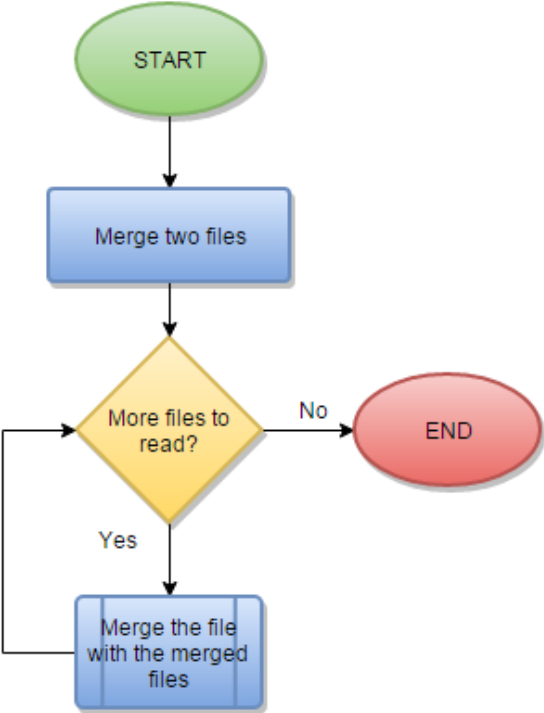 START
Merge two files
More files to
read?
No
END
Yes
Merge the file
with the merged
files